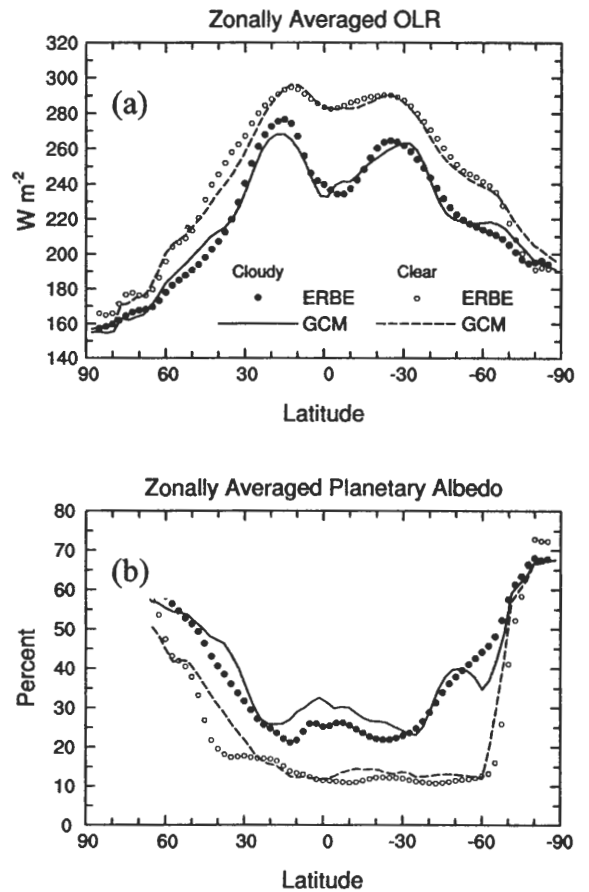 Zonally Averaged OLR
320
300
280
260
240
220
200
180
160
140
W m-2
(a)
Cloudy Clear
ERBE ERBE
GCM GCM
90 60 30 0 -30 -60 -90
Latitude
Zonally Averaged Planetary Albedo
80
70
60
50
40
30
20
10
0
Percent
(b)
90 60 30 0 -30 -60 -90
Latitude